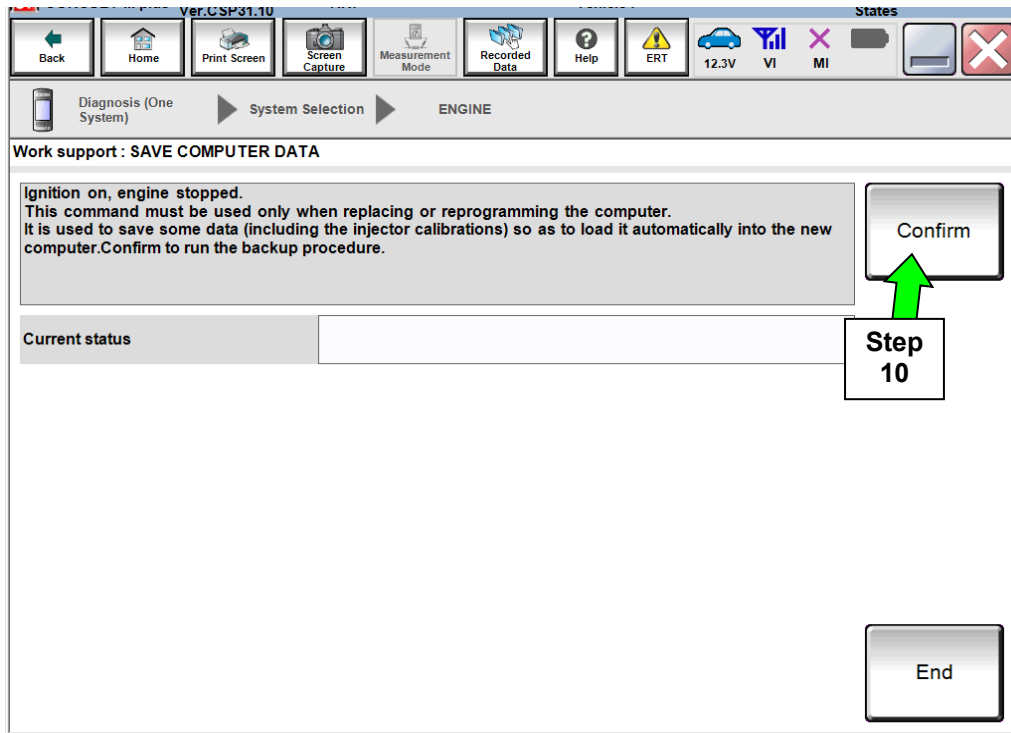 Ver.CSP31.10
States
Back
Home
Print Screen
Screen
Capture
Measurement
Mode
Recorded
Data
Help
ERT
12.3V
VI
MI
Diagnosis (One
System)
System Selection
ENGINE
Work support : SAVE COMPUTER DATA
Ignition on, engine stopped.
This command must be used only when replacing or reprogramming the computer.
It is used to save some data (including the injector calibrations) so as to load it automatically into the new
computer.Confirm to run the backup procedure.
Confirm
Current status
Step
10
End